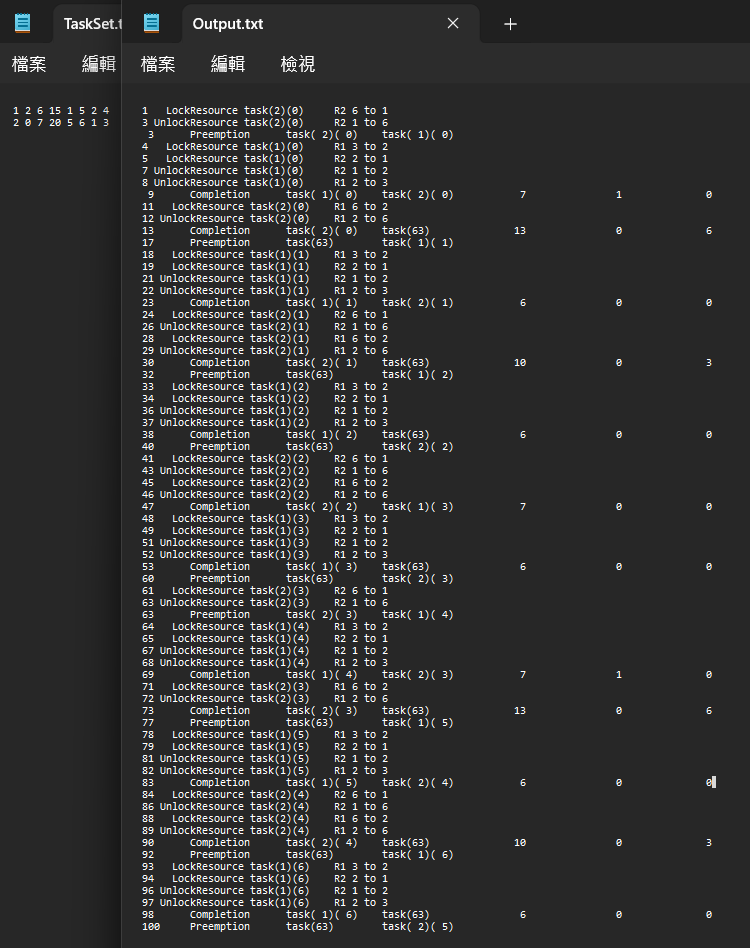 TaskSet.t
Output.txt
檔案 編輯
檔案 編輯 檢視
1 2 6 15 1 5 2 4
2 0 7 20 5 6 1 3
1 LockResource task(2)(0) R2 6 to 1
3 UnlockResource task(2)(0) R2 1 to 6
3 Preemption task( 2)( 0) task( 1)( 0)
4 LockResource task(1)(0) R1 3 to 2
5 LockResource task(1)(0) R2 2 to 1
7 UnlockResource task(1)(0) R2 1 to 2
8 UnlockResource task(1)(0) R1 2 to 3
9 Completion task( 1)( 0) task( 2)( 0) 7 1 0
11 LockResource task(2)(0) R1 6 to 2
12 UnlockResource task(2)(0) R1 2 to 6
13 Completion task( 2)( 0) task(63) 13 0 6
17 Preemption task(63) task( 1)( 1)
18 LockResource task(1)(1) R1 3 to 2
19 LockResource task(1)(1) R2 2 to 1
21 UnlockResource task(1)(1) R2 1 to 2
22 UnlockResource task(1)(1) R1 2 to 3
23 Completion task( 1)( 1) task( 2)( 1) 6 0 0
24 LockResource task(2)(1) R2 6 to 1
26 UnlockResource task(2)(1) R2 1 to 6
28 LockResource task(2)(1) R1 6 to 2
29 UnlockResource task(2)(1) R1 2 to 6
30 Completion task( 2)( 1) task(63) 10 0 3
32 Preemption task(63) task( 1)( 2)
33 LockResource task(1)(2) R1 3 to 2
34 LockResource task(1)(2) R2 2 to 1
36 UnlockResource task(1)(2) R2 1 to 2
37 UnlockResource task(1)(2) R1 2 to 3
38 Completion task( 1)( 2) task(63) 6 0 0
40 Preemption task(63) task( 2)( 2)
41 LockResource task(2)(2) R2 6 to 1
43 UnlockResource task(2)(2) R2 1 to 6
45 LockResource task(2)(2) R1 6 to 2
46 UnlockResource task(2)(2) R1 2 to 6
47 Completion task( 2)( 2) task( 1)( 3) 7 0 0
48 LockResource task(1)(3) R1 3 to 2
49 LockResource task(1)(3) R2 2 to 1
51 UnlockResource task(1)(3) R2 1 to 2
52 UnlockResource task(1)(3) R1 2 to 3
53 Completion task( 1)( 3) task(63) 6 0 0
60 Preemption task(63) task( 2)( 3)
61 LockResource task(2)(3) R2 6 to 1
63 UnlockResource task(2)(3) R2 1 to 6
63 Preemption task( 2)( 3) task( 1)( 4)
64 LockResource task(1)(4) R1 3 to 2
65 LockResource task(1)(4) R2 2 to 1
67 UnlockResource task(1)(4) R2 1 to 2
68 UnlockResource task(1)(4) R1 2 to 3
69 Completion task( 1)( 4) task( 2)( 3) 7 1 0
71 LockResource task(2)(3) R1 6 to 2
72 UnlockResource task(2)(3) R1 2 to 6
73 Completion task( 2)( 3) task(63) 13 0 6
77 Preemption task(63) task( 1)( 5)
78 LockResource task(1)(5) R1 3 to 2
79 LockResource task(1)(5) R2 2 to 1
81 UnlockResource task(1)(5) R2 1 to 2
82 UnlockResource task(1)(5) R1 2 to 3
83 Completion task( 1)( 5) task( 2)( 4) 6 0 0
84 LockResource task(2)(4) R2 6 to 1
86 UnlockResource task(2)(4) R2 1 to 6
88 LockResource task(2)(4) R1 6 to 2
89 UnlockResource task(2)(4) R1 2 to 6
90 Completion task( 2)( 4) task(63) 10 0 3
92 Preemption task(63) task( 1)( 6)
93 LockResource task(1)(6) R1 3 to 2
94 LockResource task(1)(6) R2 2 to 1
96 UnlockResource task(1)(6) R2 1 to 2
97 UnlockResource task(1)(6) R1 2 to 3
98 Completion task( 1)( 6) task(63) 6 0 0
100 Preemption task(63) task( 2)( 5)